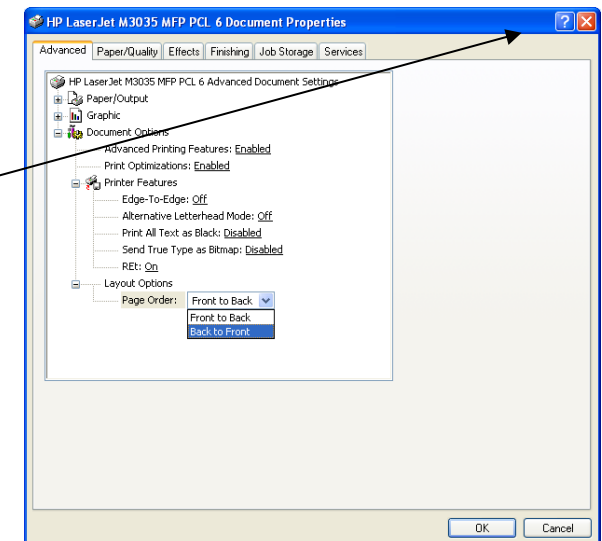 HP LaserJet M3035 MFP PCL 6 Document Properties
Advanced Paper/Quality Effects Finishing Job Storage Services
HP LaserJet M3035 MFP PCL 6 Advanced Document Settings
Paper/Output
Graphic
Document Options
Advanced Printing Features: Enabled
Print Optimizations: Enabled
Printer Features
Edge-To-Edge: Off
Alternative Letterhead Mode: Off
Print All Text as Black: Disabled
Send True Type as Bitmap: Disabled
REt: On
Layout Options
Page Order: Front to Back
Front to Back
Back to Front
OK Cancel